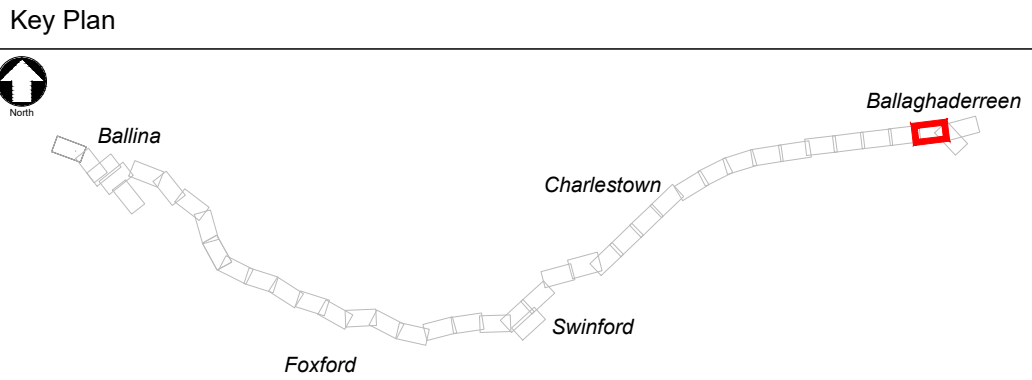 Key Plan
North
Ballaghaderreen
Ballina
Charlestown
Swinford
Foxford